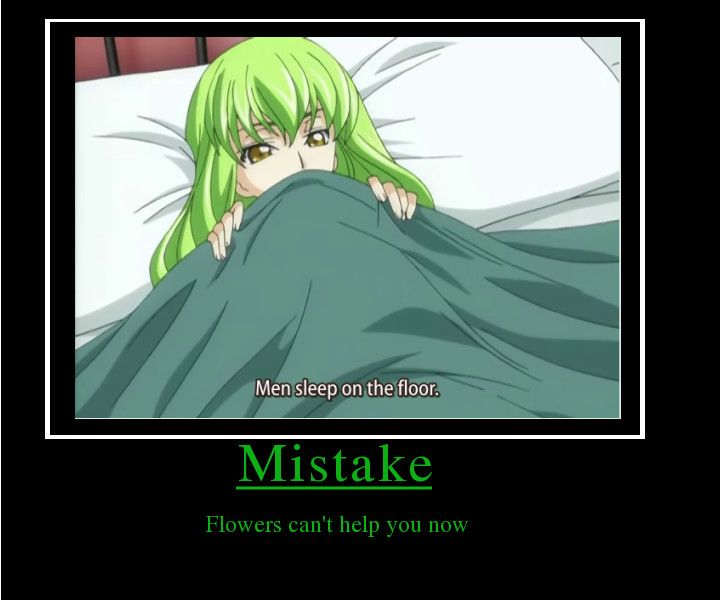 Men sleep on the floor.
Mistake
Flowers can't help you now